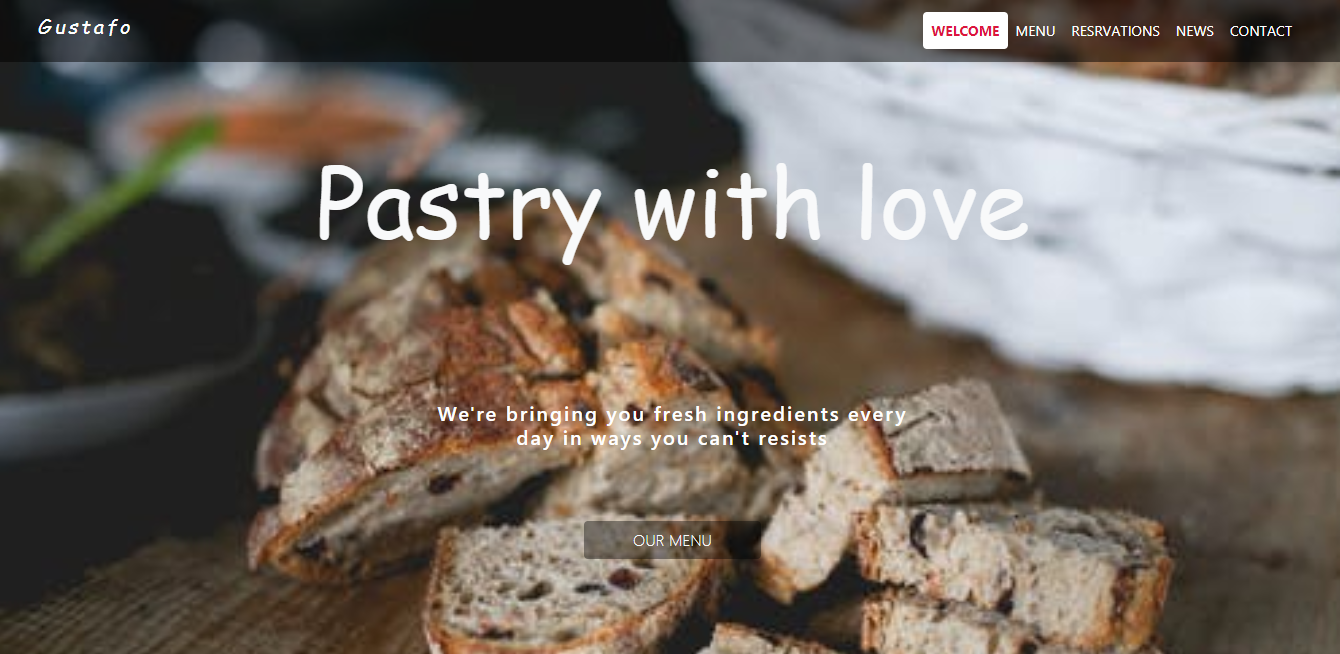 Gustafo
WELCOME MENU RESRVATIONS NEWS CONTACT
Pastry with love
We're bringing you fresh ingredients every
day in ways you can't resists
OUR MENU